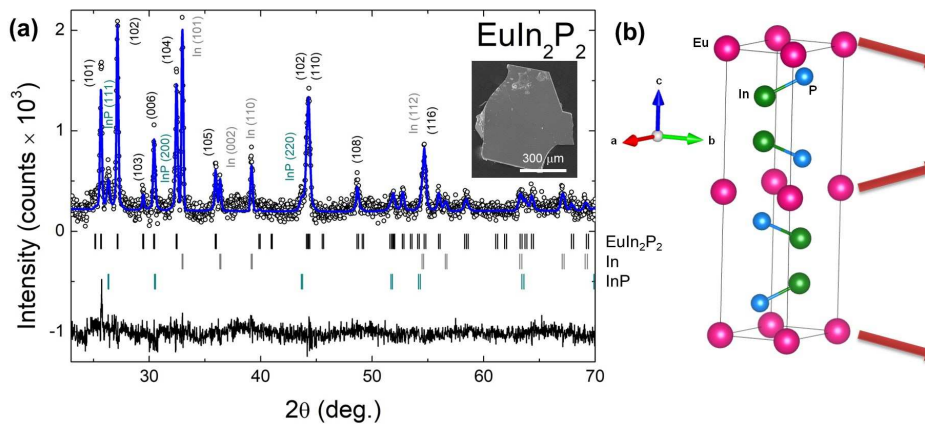 (a)
EuIn₂P₂
Intensity (counts × 10³)
2
1
0
-1
(101)
InP (111)
(102)
(103)
(006)
InP (200)
(104)
In (101)
(105)
In (002)
In (110)
InP (220)
(102)
(110)
(108)
In (112)
(116)
300 µm
EuIn₂P₂
In
InP
30
40
50
60
70
2θ (deg.)
(b)
Eu
In
P
c
a
b